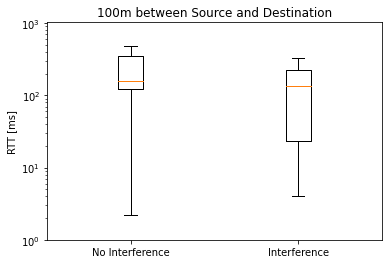 100m between Source and Destination
RTT [ms]
10³
10²
10¹
10⁰
No Interference
Interference